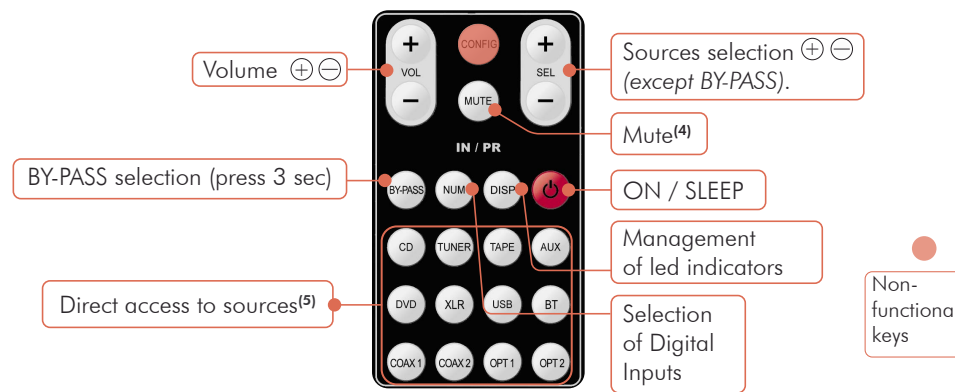 Volume ⊕ ⊖
BY-PASS selection (press 3 sec)
Direct access to sources(5)
+
VOL
−
CONFIG
MUTE
+
SEL
−
IN / PR
BY-PASS NUM DISP
CD TUNER TAPE AUX
DVD XLR USB BT
COAX 1 COAX 2 OPT 1 OPT 2
Sources selection ⊕ ⊖
(except BY-PASS).
Mute(4)
ON / SLEEP
Management
of led indicators
Selection
of Digital
Inputs
Non-
functiona
keys